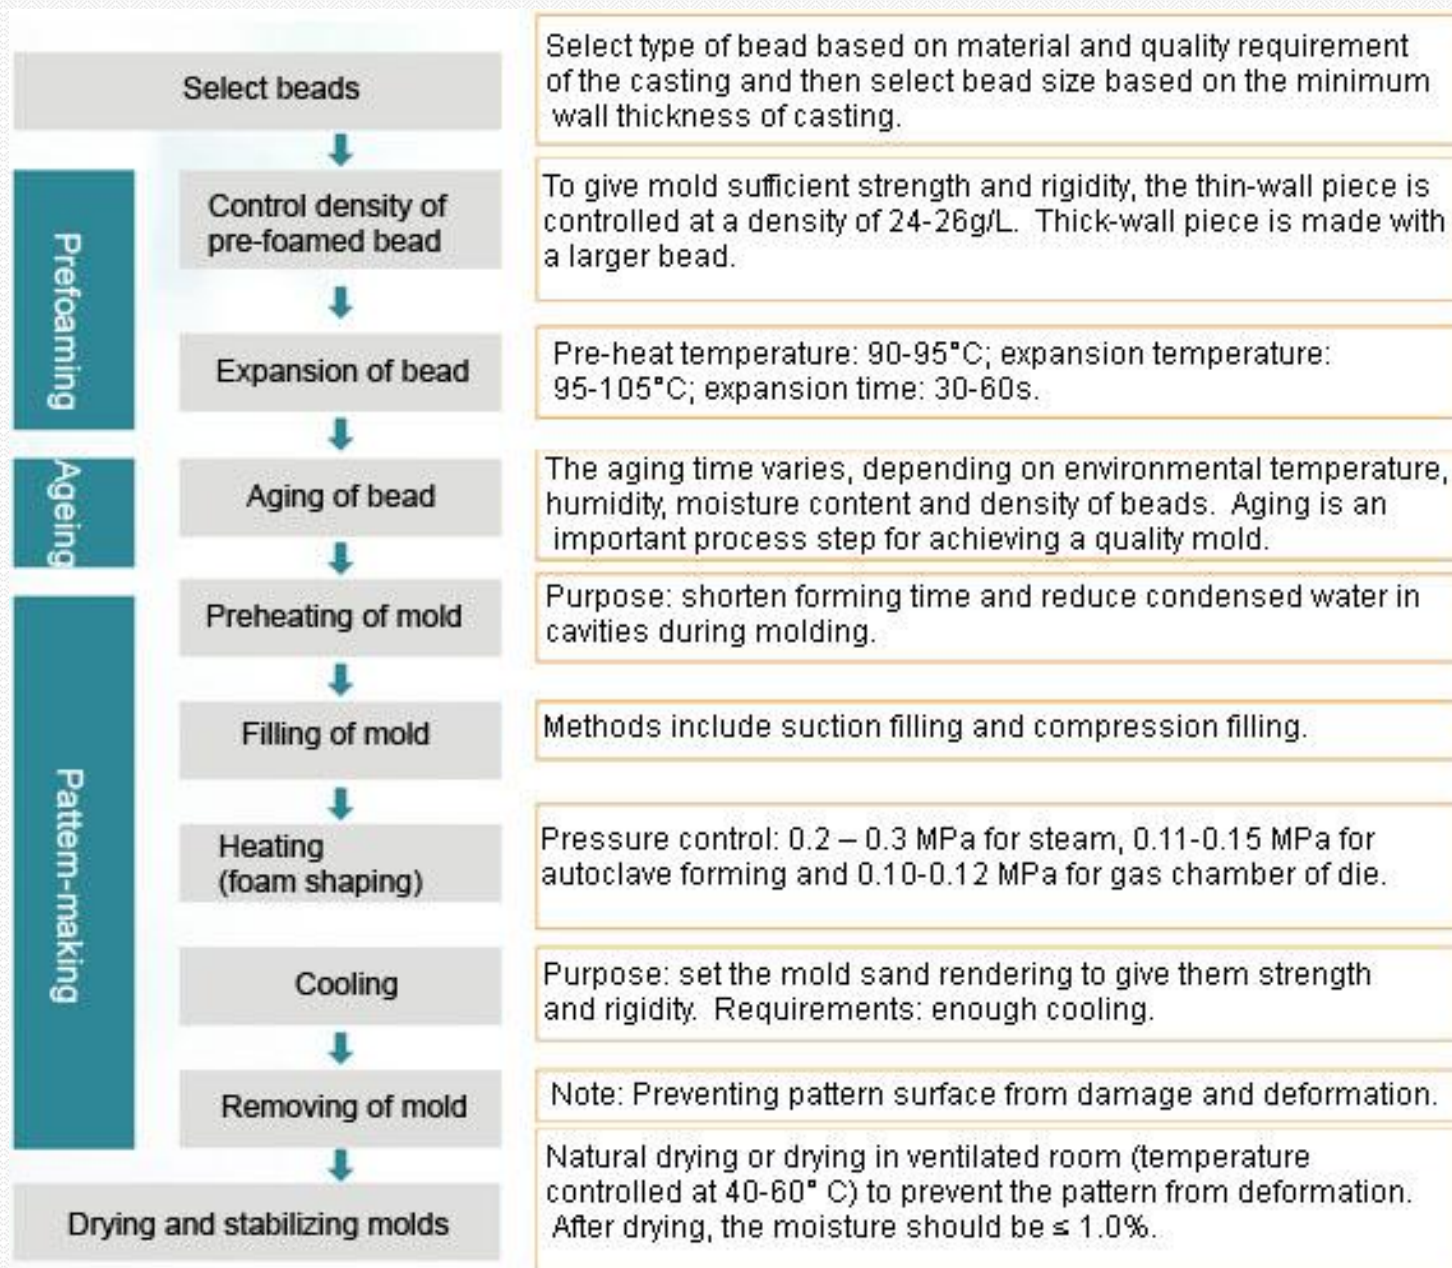 Select beads
Select type of bead based on material and quality requirement
of the casting and then select bead size based on the minimum
wall thickness of casting.
Prefoaming
Control density of
pre-foamed bead
To give mold sufficient strength and rigidity, the thin-wall piece is
controlled at a density of 24-26g/L. Thick-wall piece is made with
a larger bead.
Expansion of bead
Pre-heat temperature: 90-95°C; expansion temperature:
95-105°C; expansion time: 30-60s.
Ageing
Aging of bead
The aging time varies, depending on environmental temperature,
humidity, moisture content and density of beads. Aging is an
important process step for achieving a quality mold.
Pattem-making
Preheating of mold
Purpose: shorten forming time and reduce condensed water in
cavities during molding.
Filling of mold
Methods include suction filling and compression filling.
Heating
(foam shaping)
Pressure control: 0.2 – 0.3 MPa for steam, 0.11-0.15 MPa for
autoclave forming and 0.10-0.12 MPa for gas chamber of die.
Cooling
Purpose: set the mold sand rendering to give them strength
and rigidity. Requirements: enough cooling.
Removing of mold
Note: Preventing pattern surface from damage and deformation.
Drying and stabilizing molds
Natural drying or drying in ventilated room (temperature
controlled at 40-60° C) to prevent the pattern from deformation.
After drying, the moisture should be ≤ 1.0%.